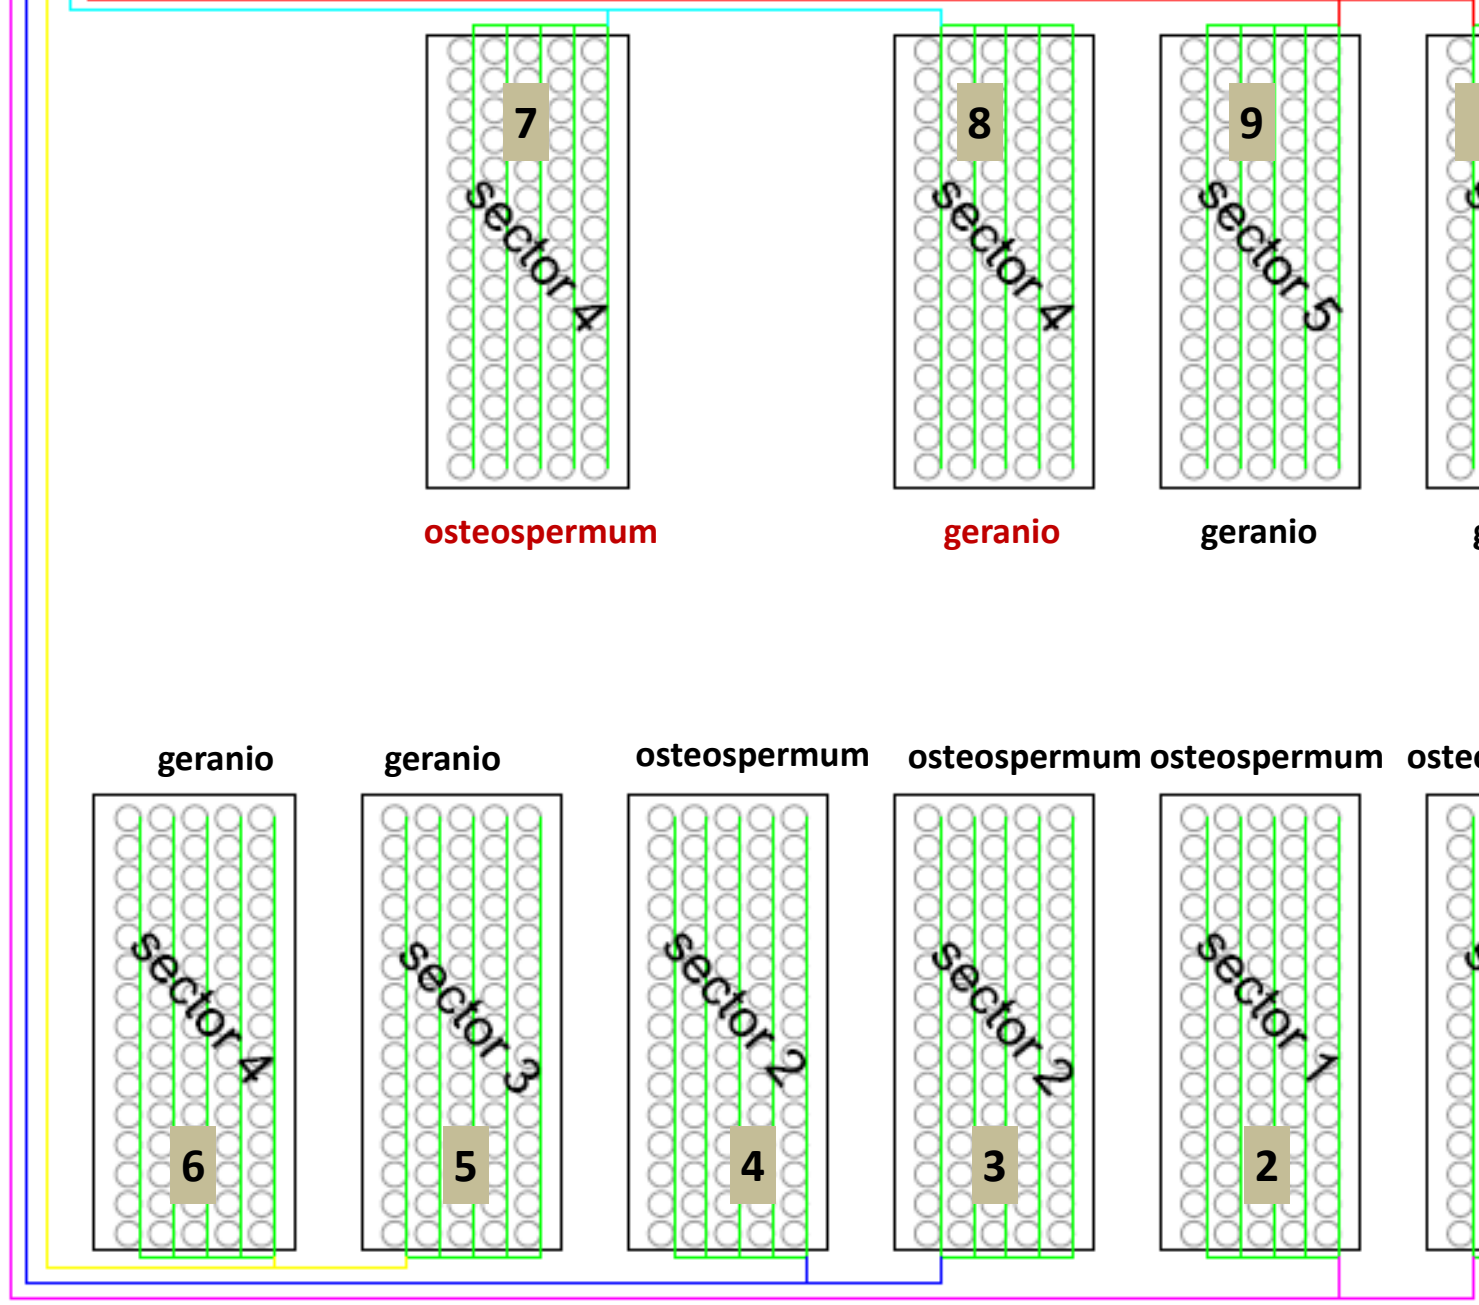 7
8
9
sector 4
sector 4
sector 5
osteospermum
geranio
geranio
geranio
geranio
osteospermum
osteospermum
osteospermum
sector 4
sector 3
sector 2
sector 2
sector 1
6
5
4
3
2